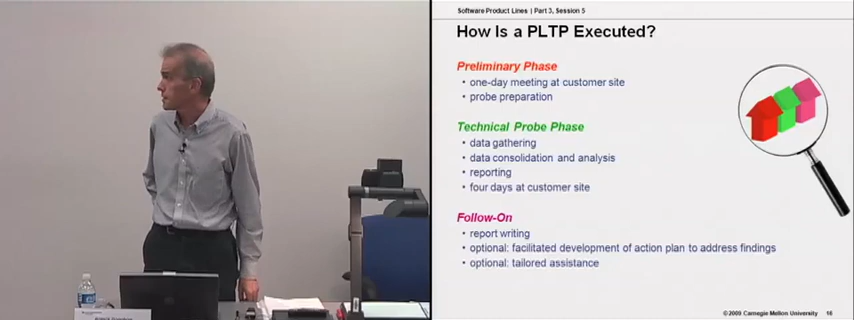 Software Product Lines | Part 3, Session 5
How Is a PLTP Executed?
Preliminary Phase
• one-day meeting at customer site
• probe preparation
Technical Probe Phase
• data gathering
• data consolidation and analysis
• reporting
• four days at customer site
Follow-On
• report writing
• optional: facilitated development of action plan to address findings
• optional: tailored assistance
© 2009 Carnegie Mellon University 16